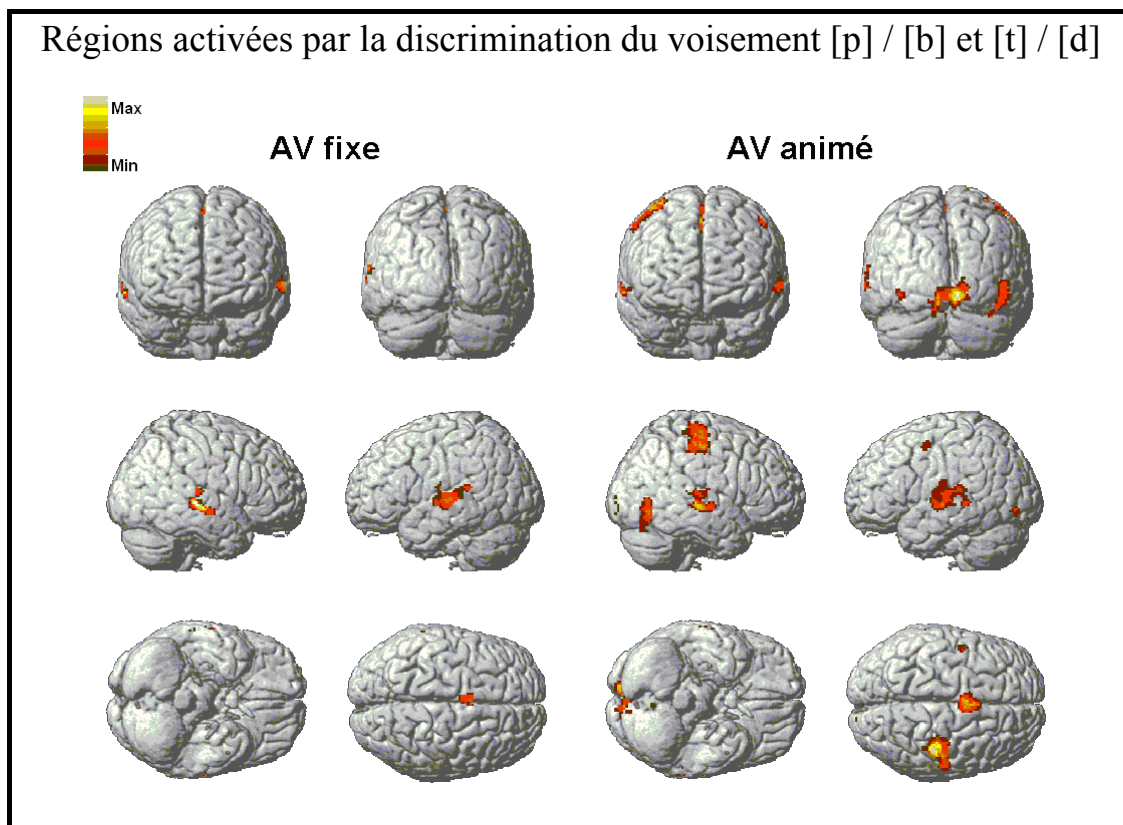 Régions activées par la discrimination du voisement [p] / [b] et [t] / [d]
Max
Min
AV fixe
AV animé